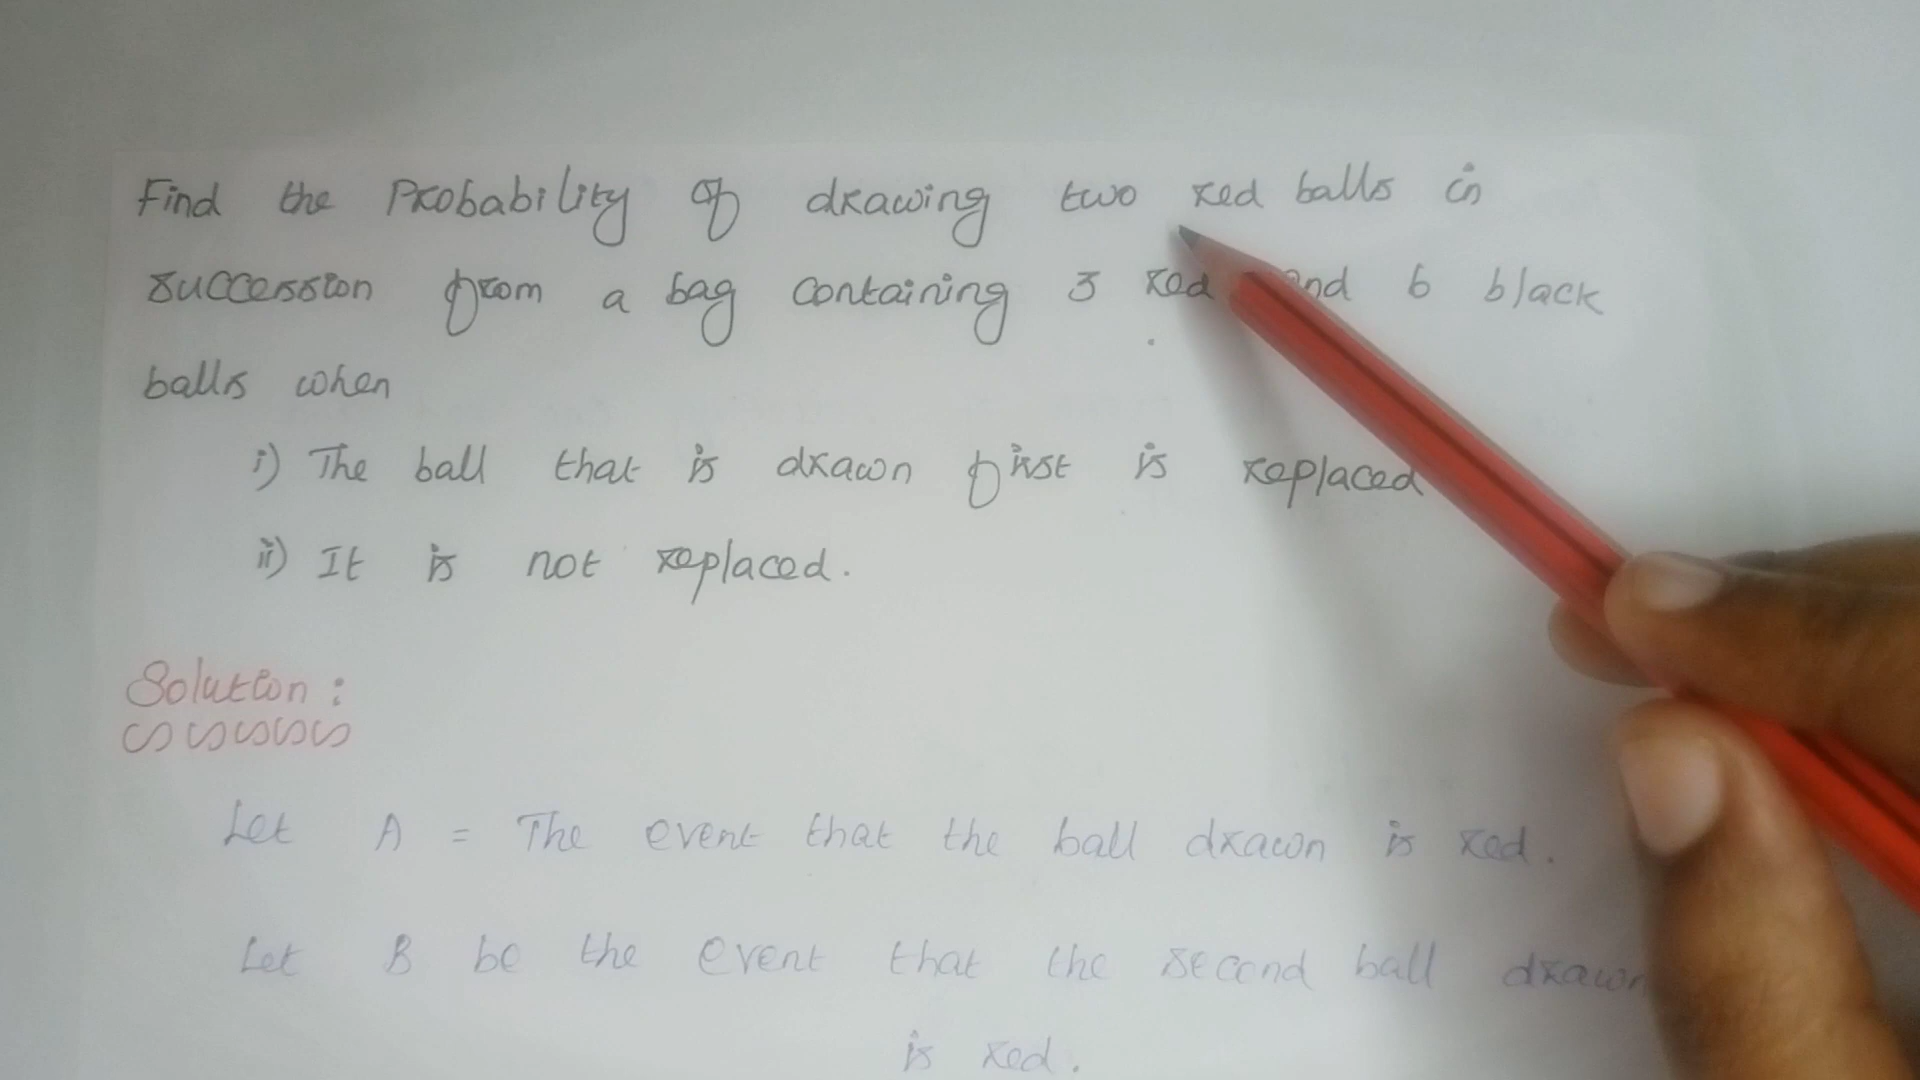 Find the Probability of drawing two red balls in
succession from a bag containing 3 red and 6 black
balls when
i) The ball that is drawn first is replaced
ii) It is not replaced.
Solution :
Let A = The event that the ball drawn is red.
Let B be the event that the second ball drawn
is red.